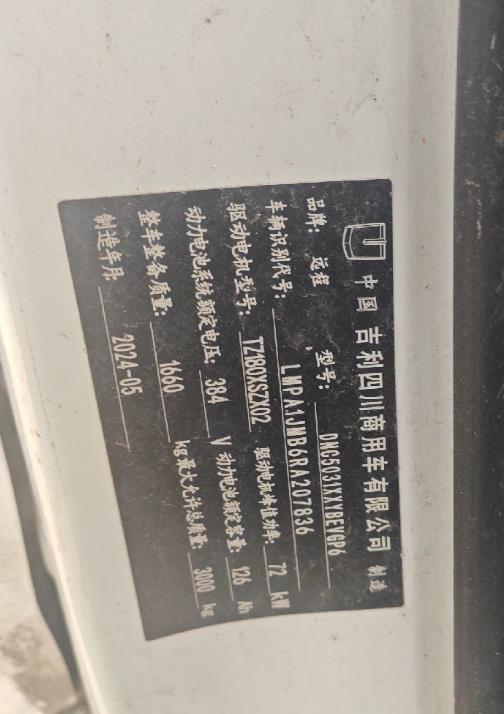 中国 吉利四川商用车有限公司 制造
品牌: 远程 型号: DNC5031XXYBEVGP6
车辆识别代号: LMPA1JMB6RA207836
驱动电机型号: TZ180XSZX02 驱动电机峰值功率: 72 kW
动力电池系统额定电压: 384 V 动力电池额定容量: 126 Ah
整车整备质量: 1660 kg 最大允许总质量: 3000 kg
制造年月: 2024-05